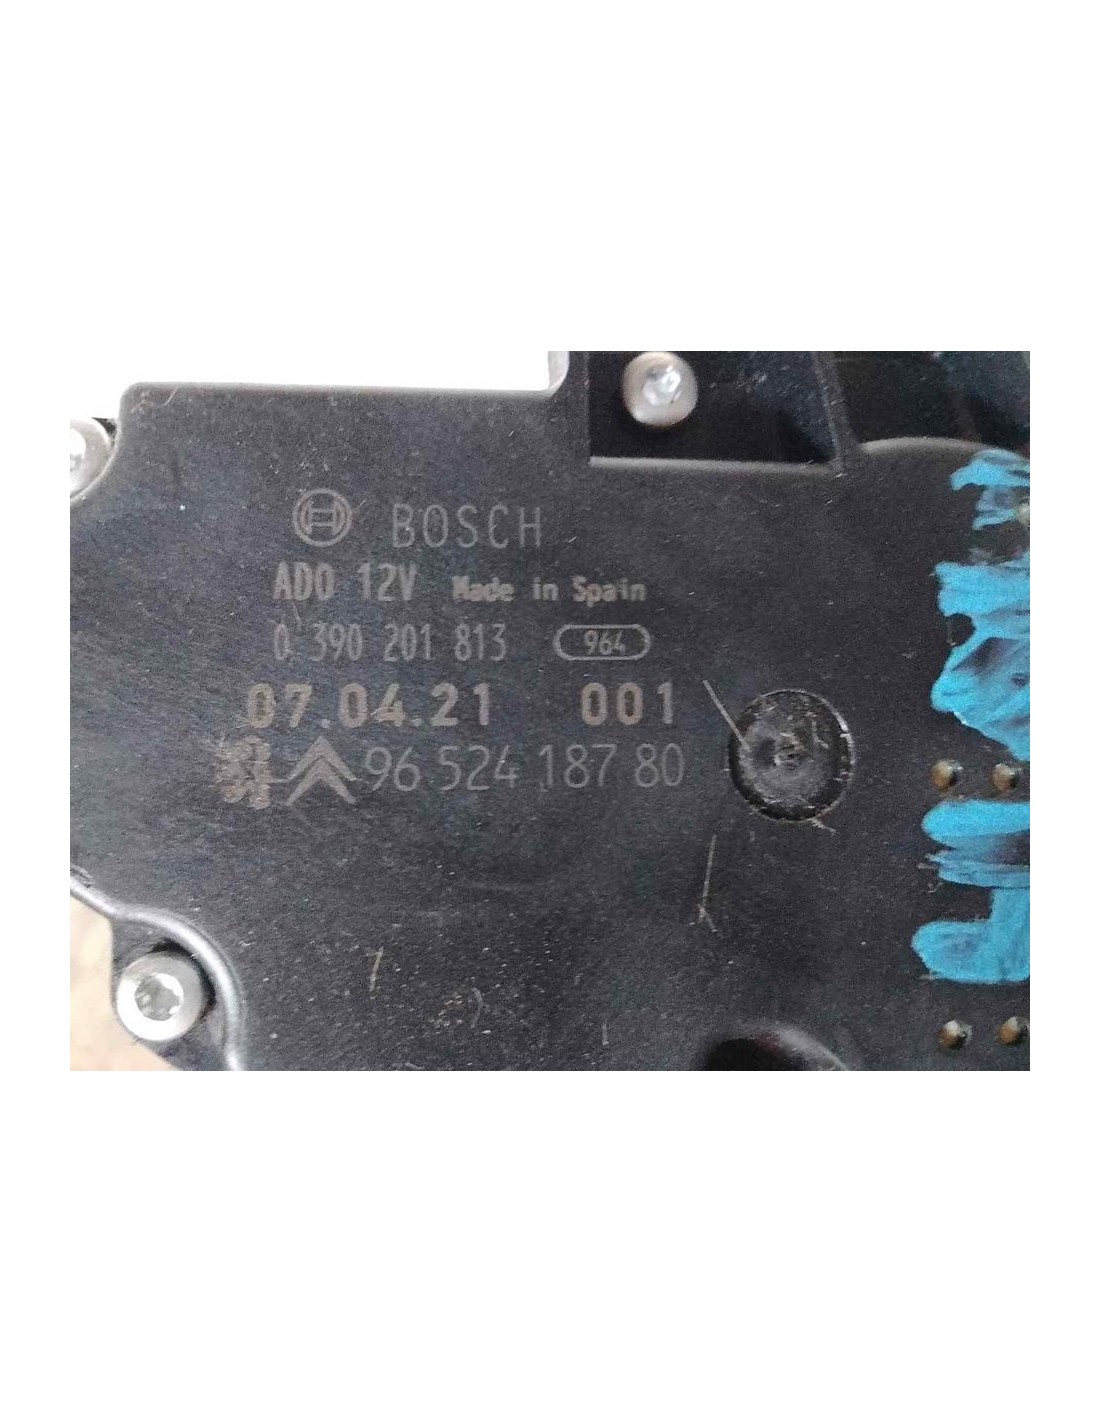 BOSCH
ADO 12V Made in Spain
0 390 201 813 964
07.04.21 001
96 524 187 80